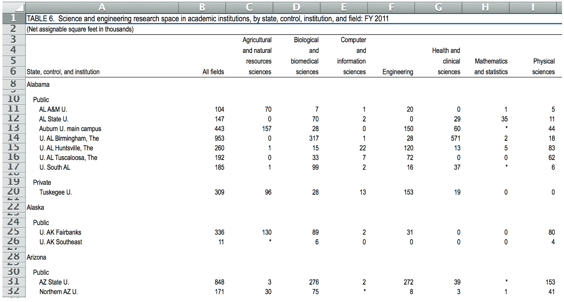 A B C D E F G H I
1 TABLE 6. Science and engineering research space in academic institutions, by state, control, institution, and field: FY 2011
2 (Net assignable square feet in thousands)
3 Agricultural Biological Computer
4 and natural and and Health and
5 resources biomedical information clinical Mathematics Physical
6 State, control, and institution All fields sciences sciences sciences Engineering sciences and statistics sciences
8 Alabama
10 Public
11 AL A&M U. 104 70 7 1 20 0 1 5
12 AL State U. 147 0 70 2 0 29 35 11
13 Auburn U. main campus 443 157 28 0 150 60 * 44
14 U. AL Birmingham, The 953 0 317 1 28 571 2 18
15 U. AL Huntsville, The 260 1 15 22 120 13 5 83
16 U. AL Tuscaloosa, The 192 0 33 7 72 0 0 62
17 U. South AL 185 1 99 2 16 37 * 6
19 Private
20 Tuskegee U. 309 96 28 13 153 19 0 0
22 Alaska
24 Public
25 U. AK Fairbanks 336 130 89 2 31 0 0 80
26 U. AK Southeast 11 * 6 0 0 0 0 4
28 Arizona
30 Public
31 AZ State U. 848 3 276 2 272 39 * 153
32 Northern AZ U. 171 30 75 * 8 3 1 41